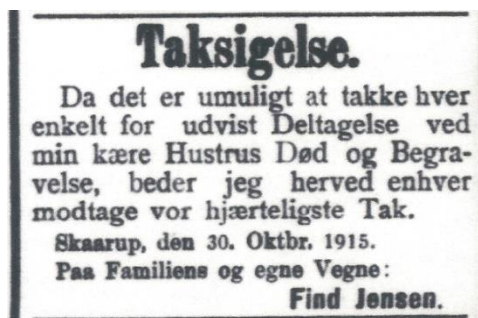 Taksigelse.
Da det er umuligt at takke hver
enkelt for udvist Deltagelse ved
min kære Hustrus Død og Begra-
velse, beder jeg herved enhver
modtage vor hjærteligste Tak.
Skaarup, den 30. Oktbr. 1915.
Paa Familiens og egne Vegne:
Find Jensen.